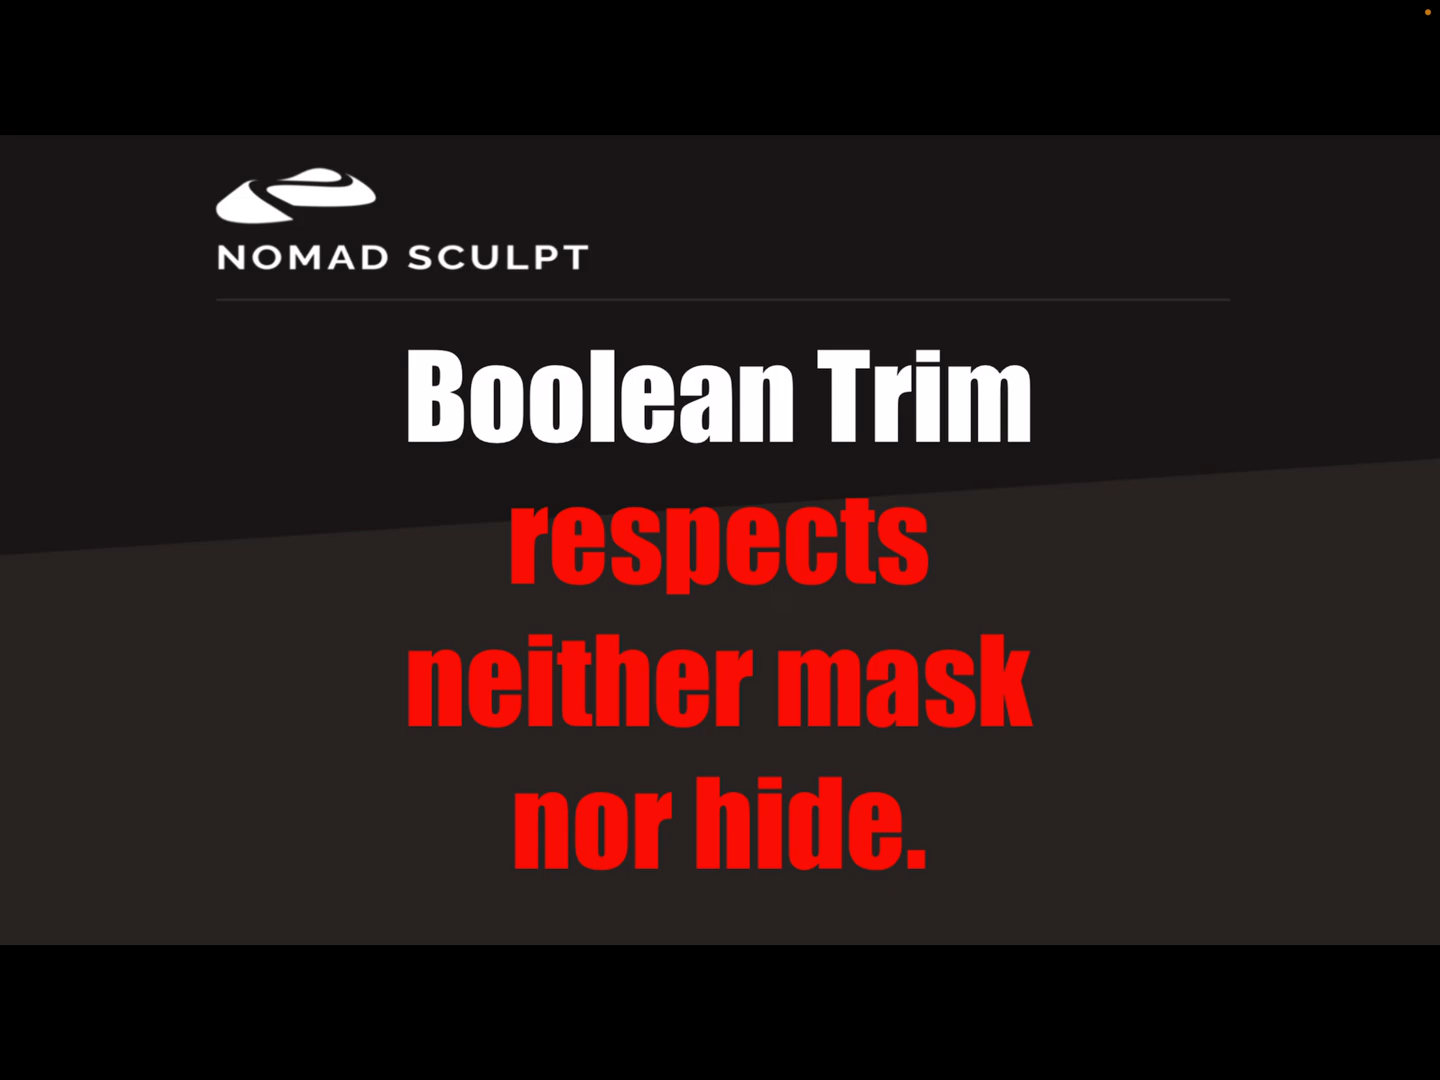 NOMAD SCULPT
Boolean Trim
respects
neither mask
nor hide.